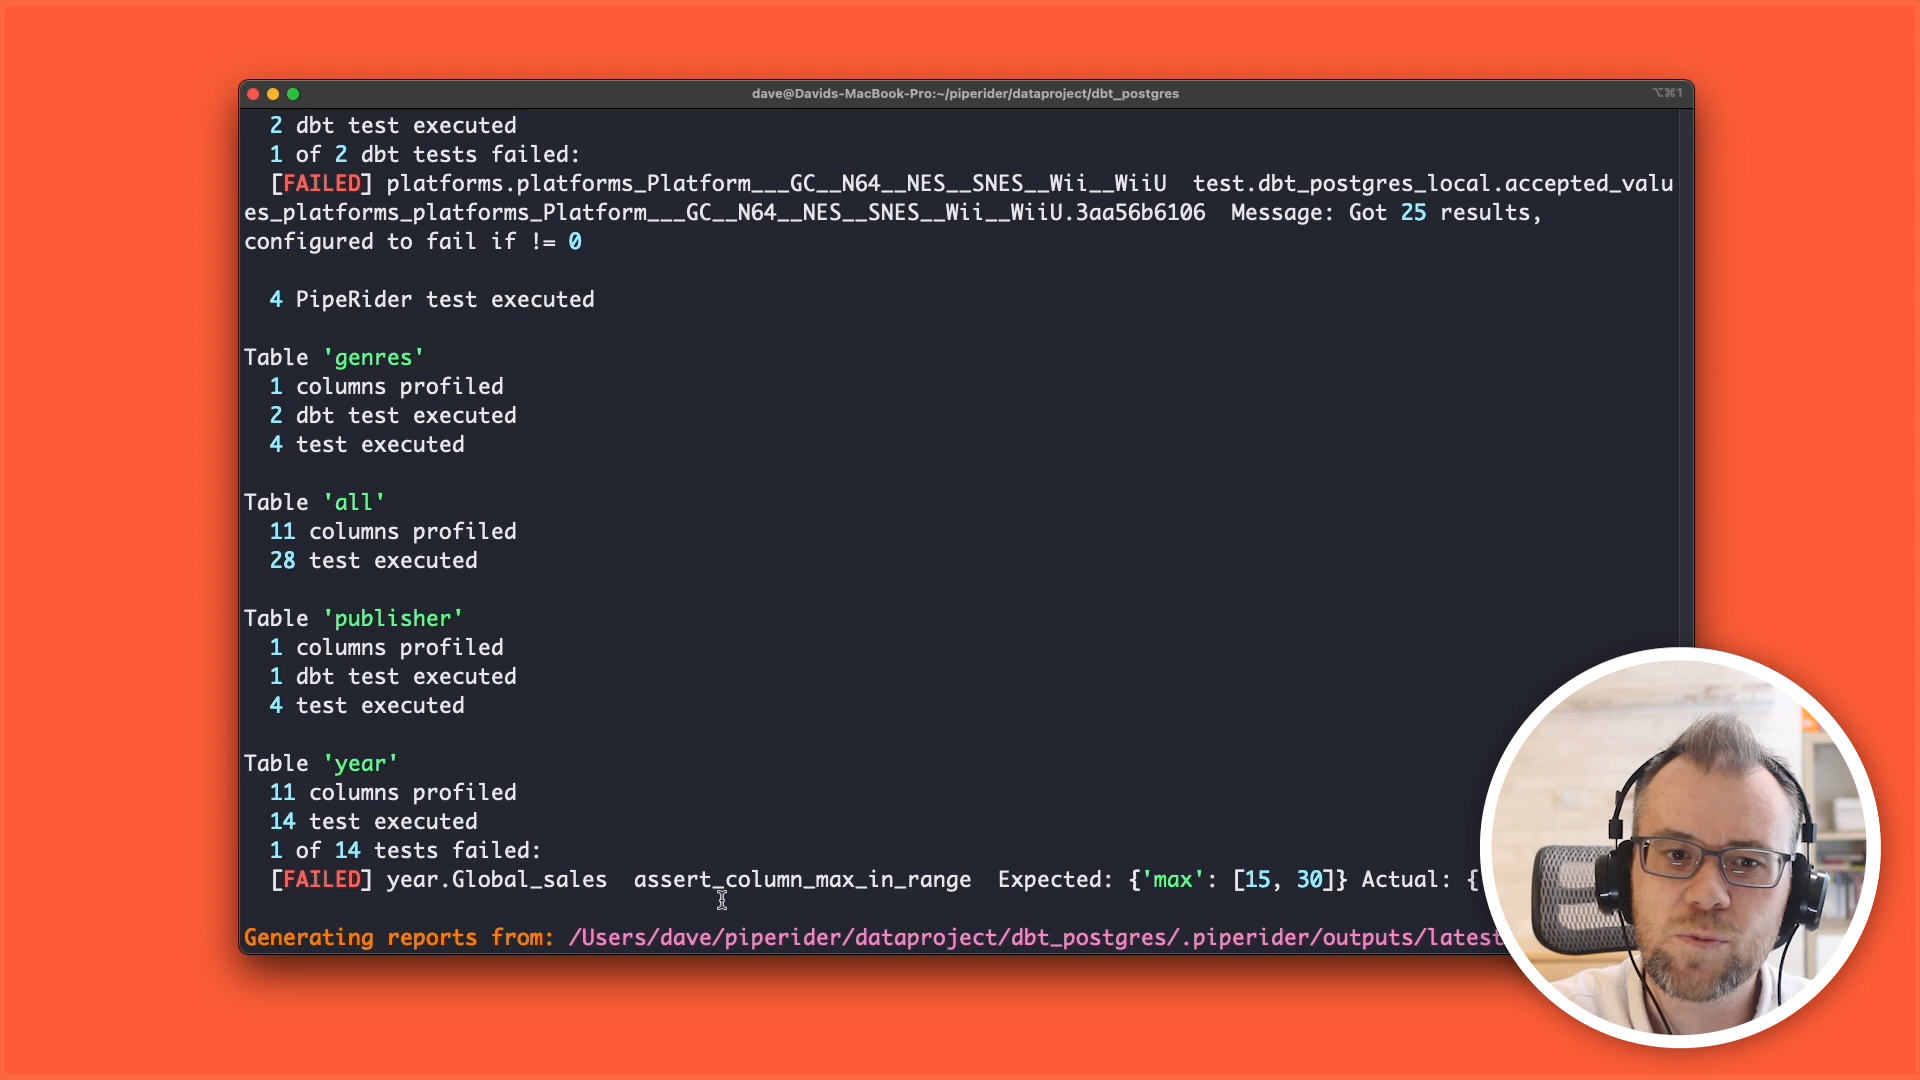 dave@Davids-MacBook-Pro:~/piperider/dataproject/dbt_postgres
⌥⌘1
2 dbt test executed
1 of 2 dbt tests failed:
[FAILED] platforms.platforms_Platform___GC__N64__NES__SNES__Wii__WiiU  test.dbt_postgres_local.accepted_valu
es_platforms_platforms_Platform___GC__N64__NES__SNES__Wii__WiiU.3aa56b6106  Message: Got 25 results,
configured to fail if != 0
4 PipeRider test executed
Table 'genres'
1 columns profiled
2 dbt test executed
4 test executed
Table 'all'
11 columns profiled
28 test executed
Table 'publisher'
1 columns profiled
1 dbt test executed
4 test executed
Table 'year'
11 columns profiled
14 test executed
1 of 14 tests failed:
[FAILED] year.Global_sales  assert_column_max_in_range  Expected: {'max': [15, 30]} Actual: {
Generating reports from: /Users/dave/piperider/dataproject/dbt_postgres/.piperider/outputs/latest